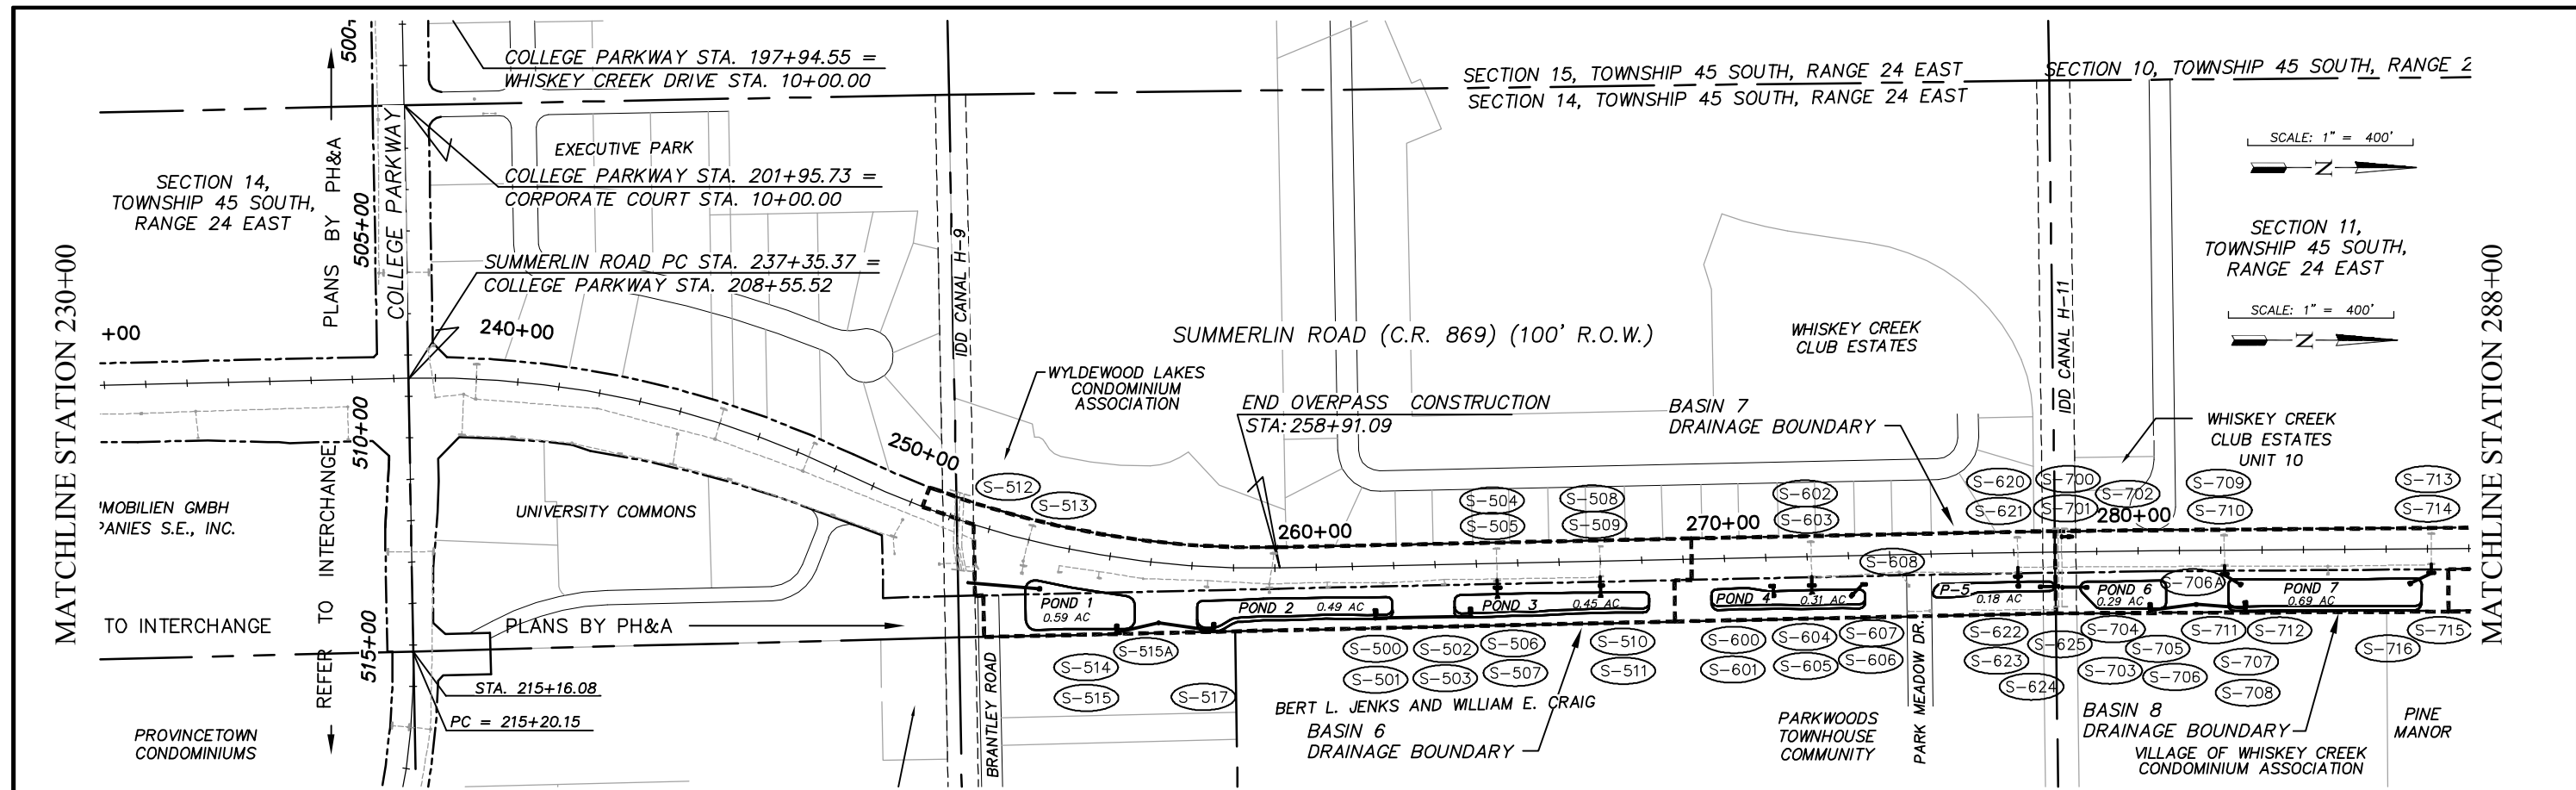 MATCHLINE STATION 230+00
500+
PLANS BY PH&A
COLLEGE PARKWAY
505+00
510+00
515+00
REFER TO INTERCHANGE
COLLEGE PARKWAY STA. 197+94.55 =
WHISKEY CREEK DRIVE STA. 10+00.00
EXECUTIVE PARK
COLLEGE PARKWAY STA. 201+95.73 =
CORPORATE COURT STA. 10+00.00
SECTION 14,
TOWNSHIP 45 SOUTH,
RANGE 24 EAST
SUMMERLIN ROAD PC STA. 237+35.37 =
COLLEGE PARKWAY STA. 208+55.52
+00
240+00
250+00
260+00
270+00
280+00
MOBILIEN GMBH
PANIES S.E., INC.
UNIVERSITY COMMONS
TO INTERCHANGE
PLANS BY PH&A
STA. 215+16.08
PC = 215+20.15
PROVINCETOWN
CONDOMINIUMS
IDD CANAL H-9
BRANTLEY ROAD
WYLDEWOOD LAKES
CONDOMINIUM
ASSOCIATION
SUMMERLIN ROAD (C.R. 869) (100' R.O.W.)
END OVERPASS CONSTRUCTION
STA: 258+91.09
SECTION 15, TOWNSHIP 45 SOUTH, RANGE 24 EAST
SECTION 14, TOWNSHIP 45 SOUTH, RANGE 24 EAST
SECTION 10, TOWNSHIP 45 SOUTH, RANGE 2
WHISKEY CREEK
CLUB ESTATES
BASIN 7
DRAINAGE BOUNDARY
IDD CANAL H-11
WHISKEY CREEK
CLUB ESTATES
UNIT 10
SCALE: 1" = 400'
N
SECTION 11,
TOWNSHIP 45 SOUTH,
RANGE 24 EAST
SCALE: 1" = 400'
N
S-512
S-513
S-504
S-505
S-508
S-509
S-602
S-603
S-608
S-620
S-621
S-700
S-701
S-702
S-709
S-710
S-713
S-714
POND 1
0.59 AC
POND 2 0.49 AC
POND 3 0.45 AC
POND 4 0.31 AC
P-5 0.18 AC
POND 6
0.29 AC
S-706A
POND 7
0.69 AC
S-514
S-515
S-515A
S-517
S-500
S-501
S-502
S-503
S-506
S-507
S-510
S-511
S-600
S-601
S-604
S-605
S-607
S-606
S-622
S-623
S-624
S-625
S-704
S-703
S-705
S-706
S-711
S-712
S-707
S-708
S-716
S-715
BERT L. JENKS AND WILLIAM E. CRAIG
BASIN 6
DRAINAGE BOUNDARY
PARKWOODS
TOWNHOUSE
COMMUNITY
PARK MEADOW DR.
BASIN 8
DRAINAGE BOUNDARY
VILLAGE OF WHISKEY CREEK
CONDOMINIUM ASSOCIATION
PINE
MANOR
MATCHLINE STATION 288+00